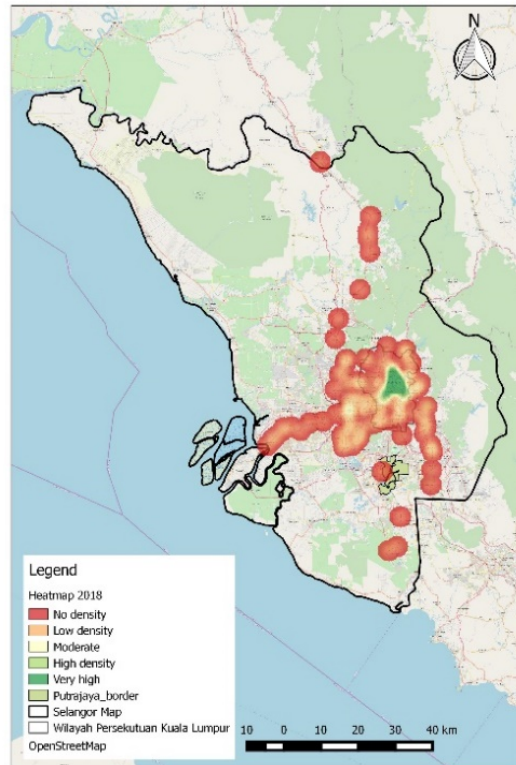 N
Legend
Heatmap 2018
No density
Low density
Moderate
High density
Very high
Putrajaya_border
Selangor Map
Wilayah Persekutuan Kuala Lumpur
OpenStreetMap
10 0 10 20 30 40 km